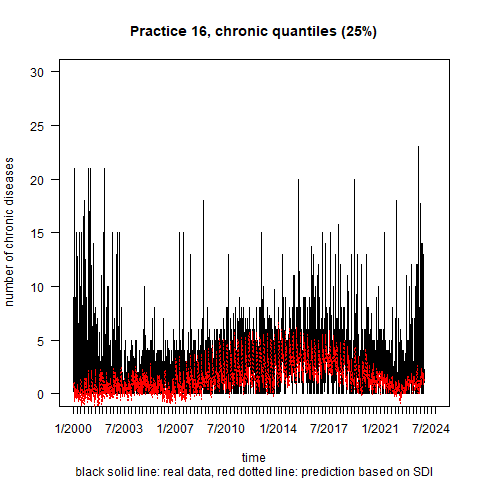 Practice 16, chronic quantiles (25%)
number of chronic diseases
30
25
20
15
10
5
0
1/2000 7/2003 1/2007 7/2010 1/2014 7/2017 1/2021 7/2024
time
black solid line: real data, red dotted line: prediction based on SDI